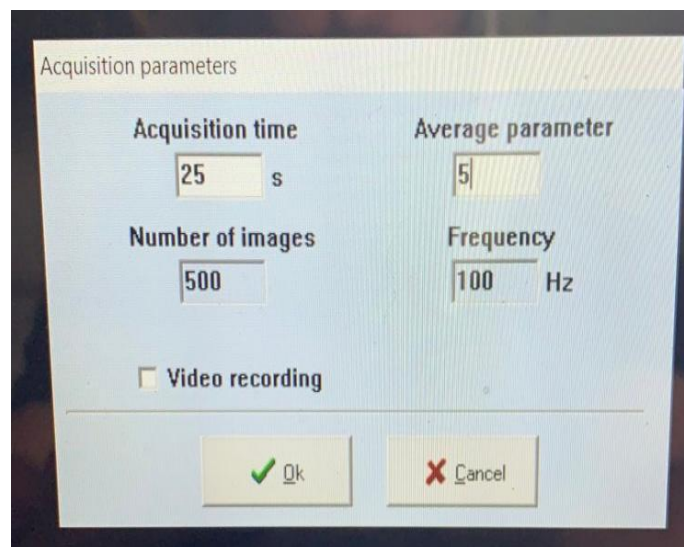 Acquisition parameters
Acquisition time Average parameter
25 s 5
Number of images Frequency
500 100 Hz
Video recording
Ok Cancel